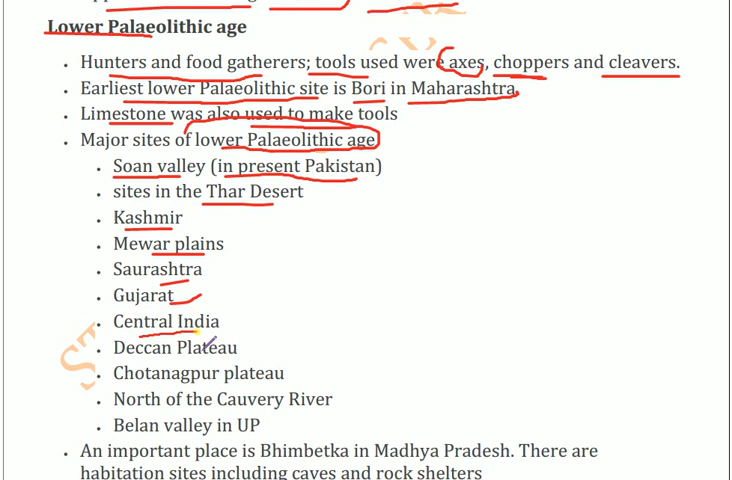 Lower Palaeolithic age
• Hunters and food gatherers; tools used were axes, choppers and cleavers.
• Earliest lower Palaeolithic site is Bori in Maharashtra.
• Limestone was also used to make tools
• Major sites of lower Palaeolithic age
• Soan valley (in present Pakistan)
• sites in the Thar Desert
• Kashmir
• Mewar plains
• Saurashtra
• Gujarat
• Central India
• Deccan Plateau
• Chotanagpur plateau
• North of the Cauvery River
• Belan valley in UP
• An important place is Bhimbetka in Madhya Pradesh. There are
habitation sites including caves and rock shelters